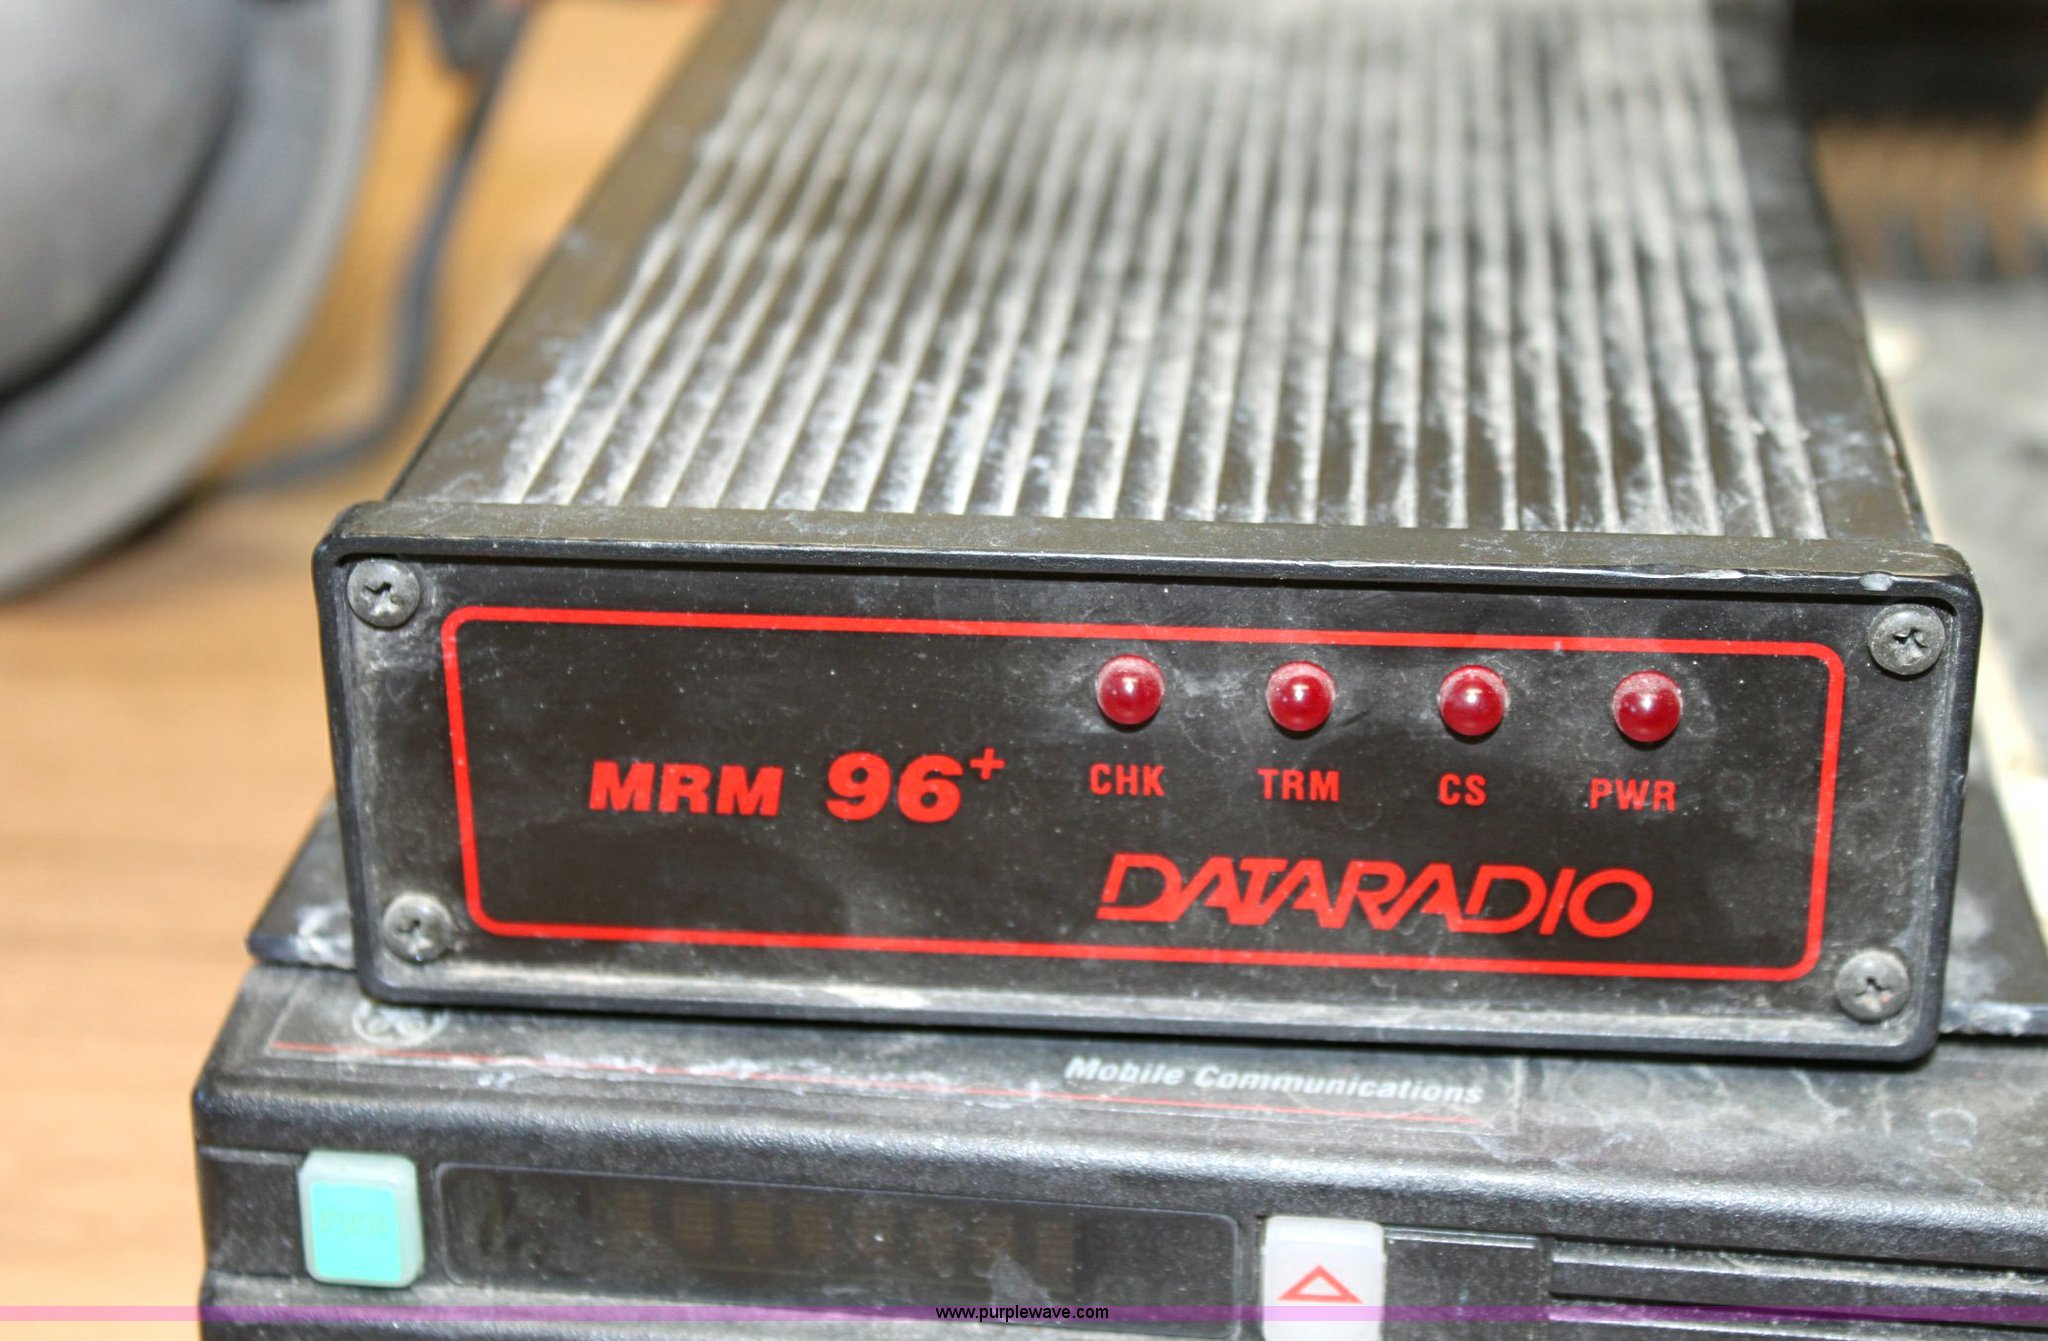 MRM 96+
CHK TRM CS PWR
DATARADIO
Mobile Communications
www.purplewave.com